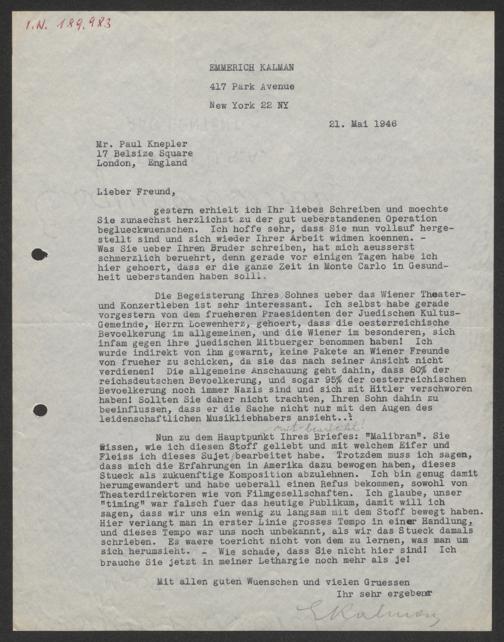 I.N. 189.983
EMMERICH KALMAN
417 Park Avenue
New York 22 NY
21. Mai 1946
Mr. Paul Knepler
17 Belsize Square
London, England
Lieber Freund,
gestern erhielt ich Ihr liebes Schreiben und moechte
Sie zunaechst herzlichst zu der gut ueberstandenen Operation
beglueckwuenschen. Ich hoffe sehr, dass Sie nun vollauf herge-
stellt sind und sich wieder Ihrer Arbeit widmen koennen. -
Was Sie ueber Ihren Bruder schreiben, hat mich aeusserst
schmerzlich beruehrt, denn gerade vor einigen Tagen habe ich
hier gehoert, dass er die ganze Zeit in Monte Carlo in Gesund-
heit ueberstanden haben soll.
Die Begeisterung Ihres Sohnes ueber das Wiener Theater-
und Konzertleben ist sehr interessant. Ich selbst habe gerade
vorgestern von dem frueheren Praesidenten der Juedischen Kultus-
Gemeinde, Herrn Loewenherz, gehoert, dass die oesterreichische
Bevoelkerung im allgemeinen, und die Wiener im besonderen, sich
infam gegen ihre juedischen Mitbuerger benommen haben! Ich
wurde indirekt von ihm gewarnt, keine Pakete an Wiener Freunde
von frueher zu schicken, da sie das nach seiner Ansicht nicht
verdienen! Die allgemeine Anschauung geht dahin, dass 80% der
reichsdeutschen Bevoelkerung, und sogar 95% der oesterreichischen
Bevoelkerung noch immer Nazis sind und sich mit Hitler verschworen
haben! Sollten Sie daher nicht trachten, Ihren Sohn dahin zu
beeinflussen, dass er die Sache nicht nur mit den Augen des
leidenschaftlichen Musikliebhabers ansieht..!
Nun zu dem Hauptpunkt Ihres Briefes: "Malibran". Sie
wissen, wie ich diesen Stoff geliebt und mit welchem Eifer und
Fleiss ich dieses Sujet bearbeitet habe. Trotzdem muss ich sagen,
dass mich die Erfahrungen in Amerika dazu bewogen haben, dieses
Stueck als zukuenftige Komposition abzulehnen. Ich bin genug damit
herumgewandert und habe ueberall einen Refus bekommen, sowohl von
Theaterdirektoren wie von Filmgesellschaften. Ich glaube, unser
"timing" war falsch fuer das heutige Publikum, damit will ich
sagen, dass wir uns ein wenig zu langsam mit dem Stoff bewegt haben.
Hier verlangt man in erster Linie grosses Tempo in einer Handlung,
und dieses Tempo war uns noch unbekannt, als wir das Stueck damals
schrieben. Es waere toericht nicht von dem zu lernen, was man um
sich herumsieht. - Wie schade, dass Sie nicht hier sind! Ich
brauche Sie jetzt in meiner Lethargie noch mehr als je!
Mit allen guten Wuenschen und vielen Gruessen
Ihr sehr ergebener
EKalman